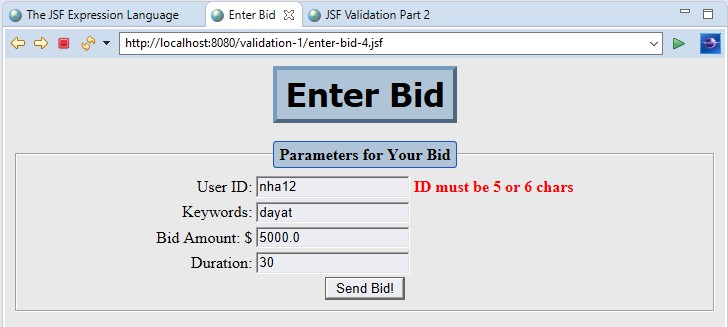 The JSF Expression Language
Enter Bid
JSF Validation Part 2
http://localhost:8080/validation-1/enter-bid-4.jsf
Enter Bid
Parameters for Your Bid
User ID: nha12 ID must be 5 or 6 chars
Keywords: dayat
Bid Amount: $ 5000.0
Duration: 30
Send Bid!